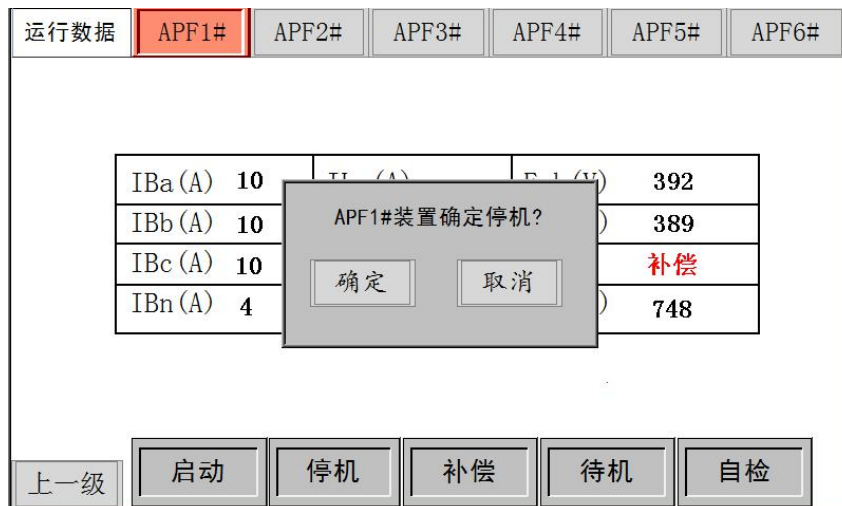 运行数据 APF1# APF2# APF3# APF4# APF5# APF6#
IBa(A) 10 392
IBb(A) 10 ) 389
IBc(A) 10 补偿
IBn(A) 4 ) 748
APF1#装置确定停机?
确定 取消
上一级 启动 停机 补偿 待机 自检